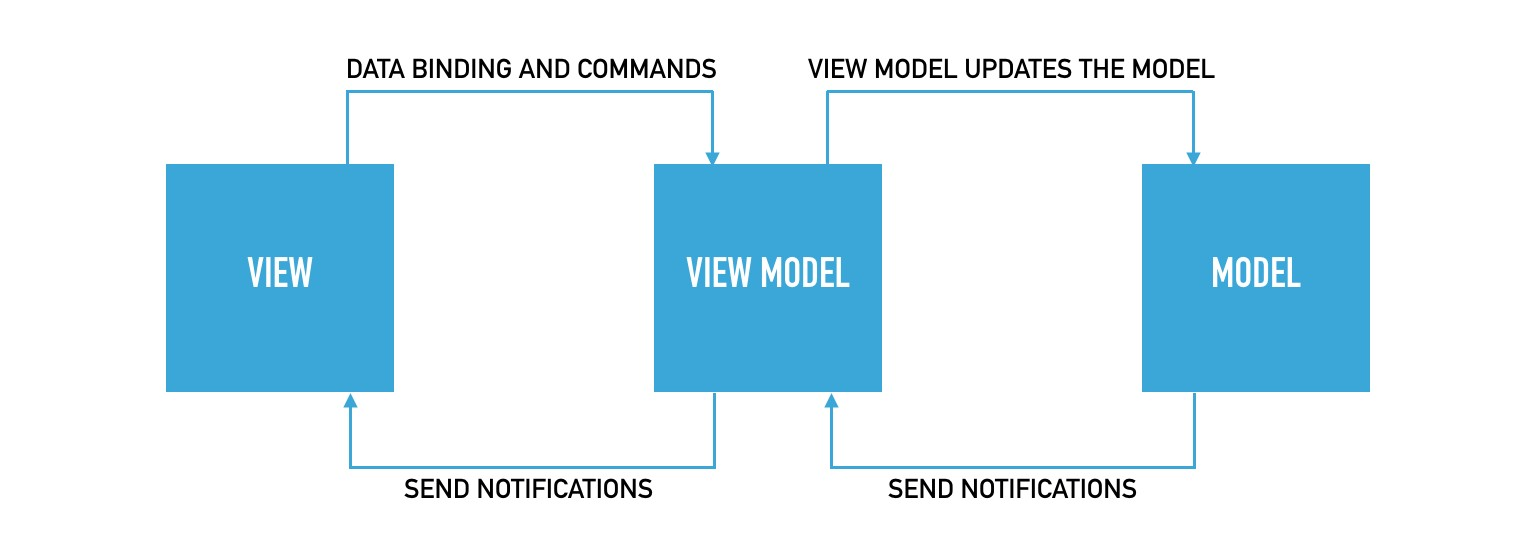 DATA BINDING AND COMMANDS
VIEW MODEL UPDATES THE MODEL
VIEW
VIEW MODEL
MODEL
SEND NOTIFICATIONS
SEND NOTIFICATIONS